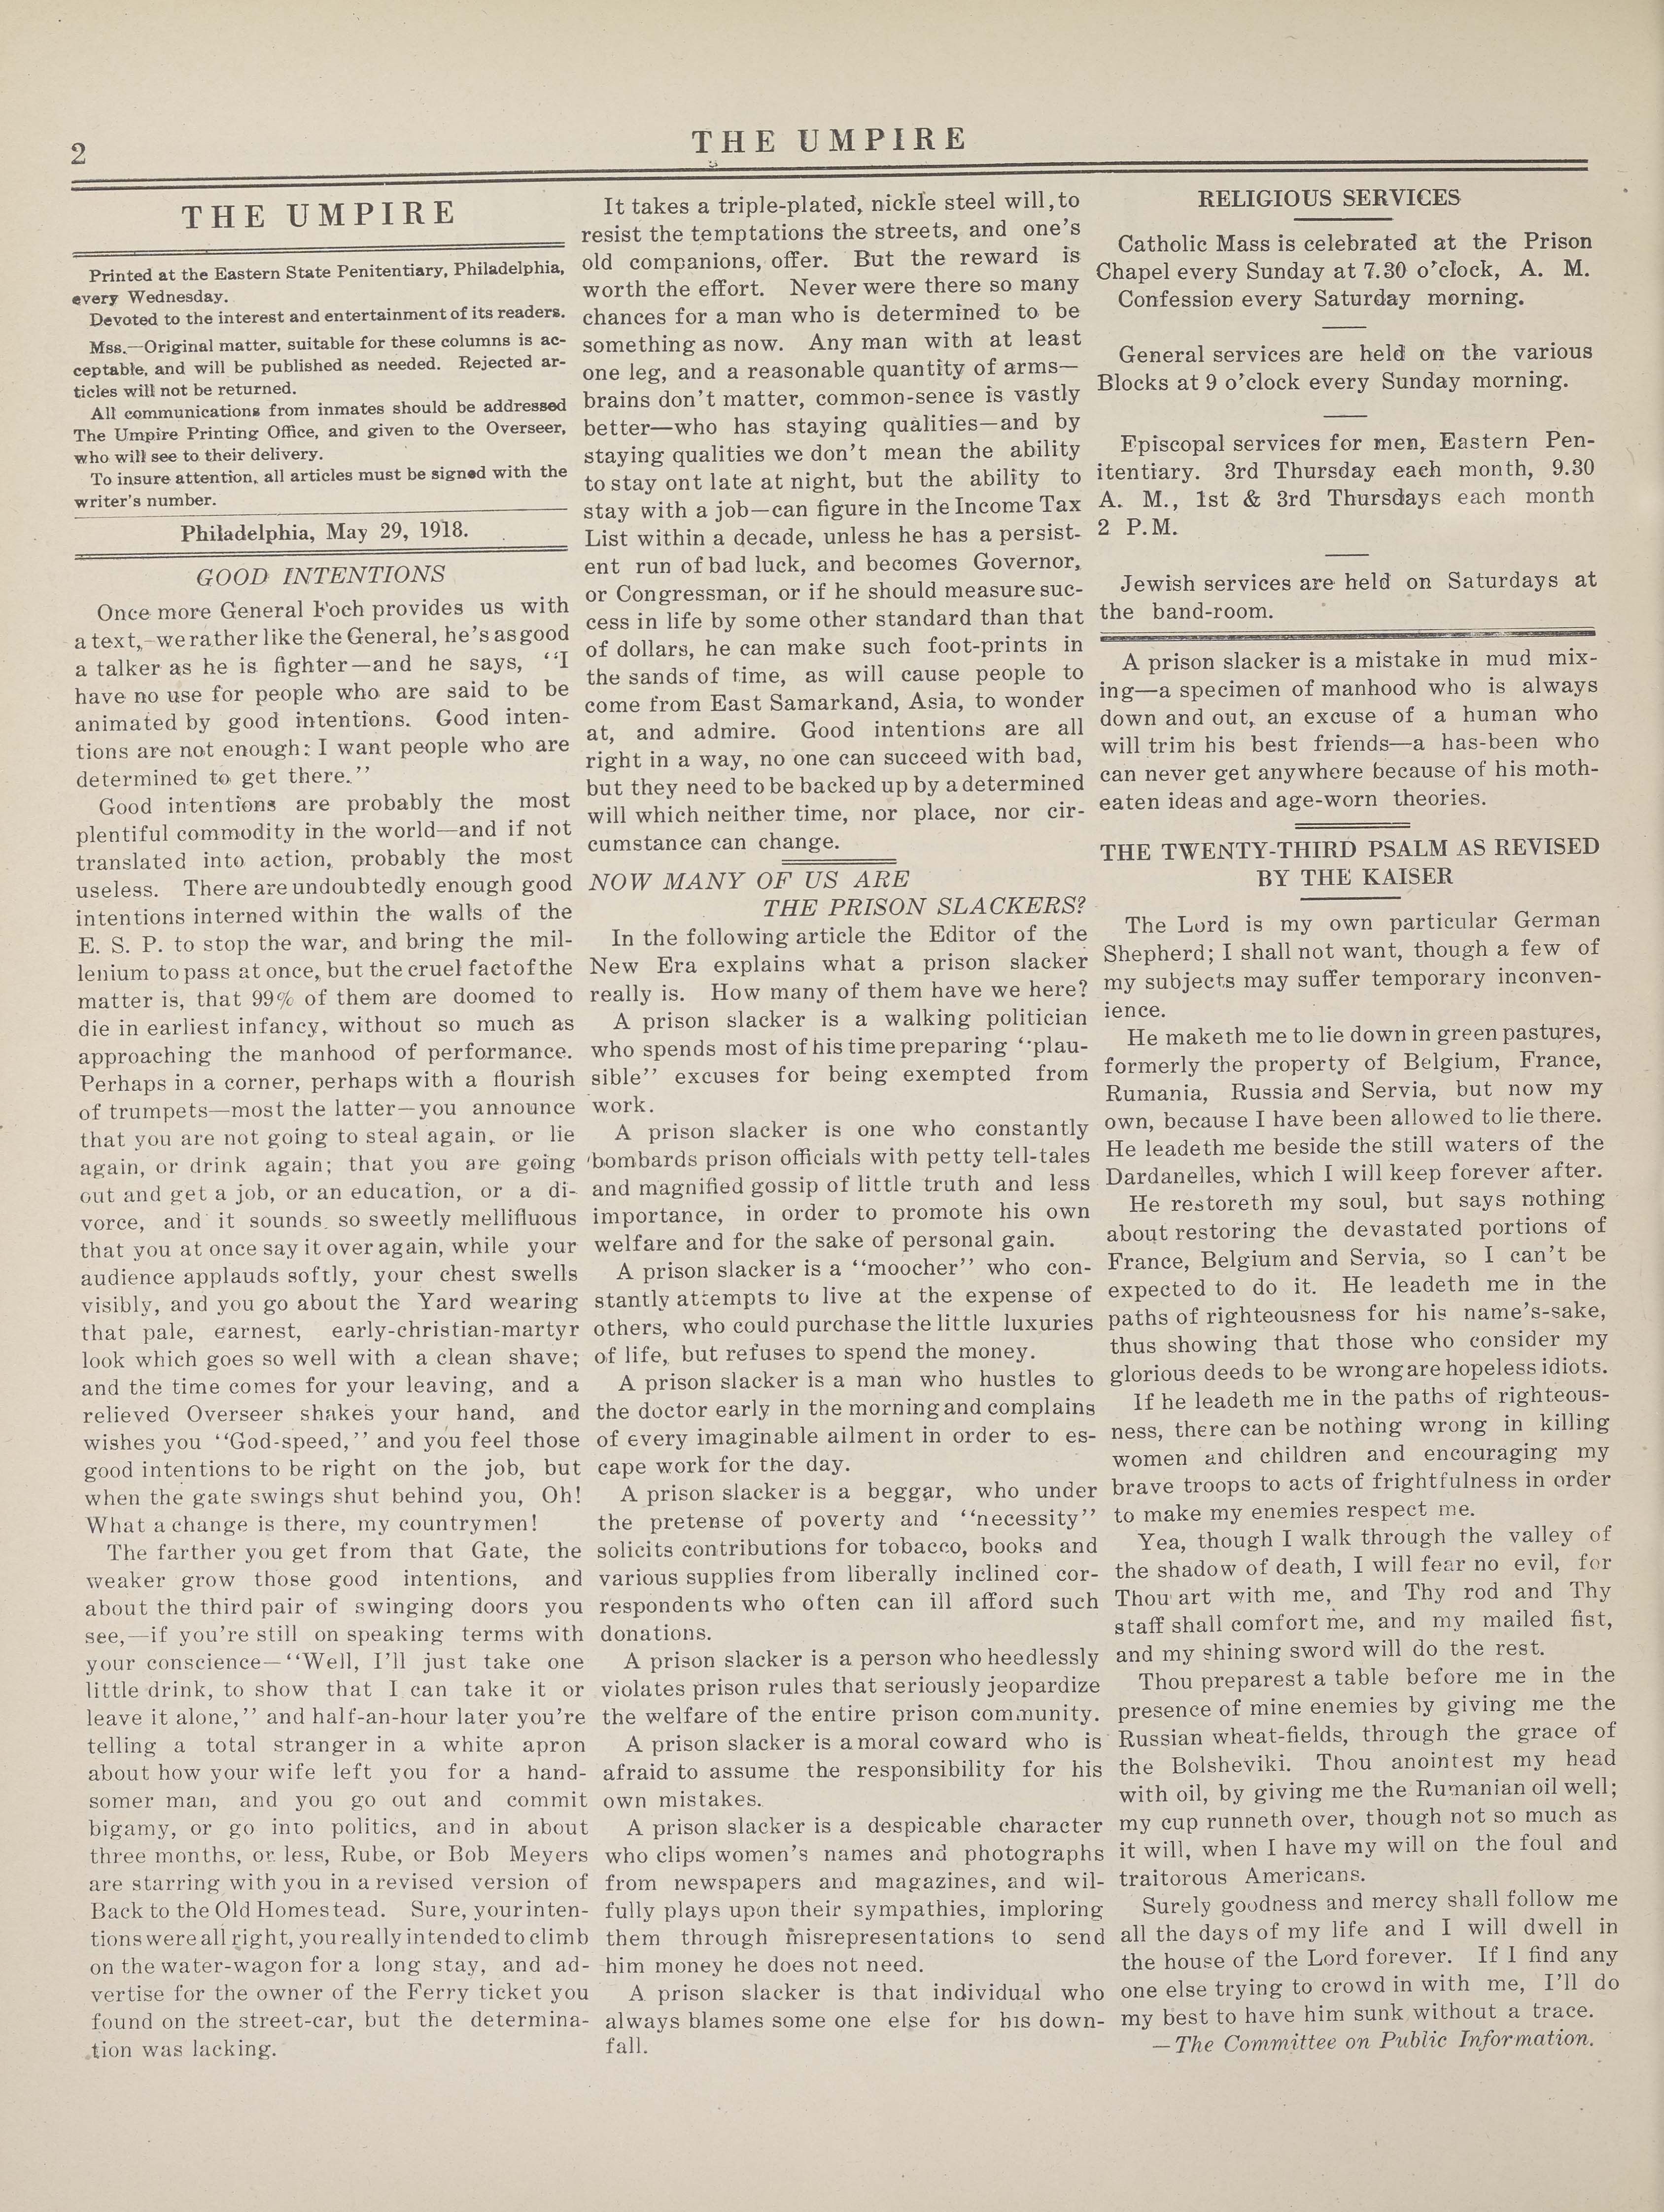 2
THE UMPIRE
THE UMPIRE
Printed at the Eastern State Penitentiary, Philadelphia,
every Wednesday.
Devoted to the interest and entertainment of its readers.
Mss.—Original matter, suitable for these columns is ac-
ceptable, and will be published as needed. Rejected ar-
ticles will not be returned.
All communications from inmates should be addressed
The Umpire Printing Office, and given to the Overseer,
who will see to their delivery.
To insure attention, all articles must be signed with the
writer's number.
Philadelphia, May 29, 1918.
GOOD INTENTIONS
Once more General Foch provides us with
a text,—we rather like the General, he's as good
a talker as he is fighter—and he says, "I
have no use for people who are said to be
animated by good intentions. Good inten-
tions are not enough: I want people who are
determined to get there."
Good intentions are probably the most
plentiful commodity in the world—and if not
translated into action, probably the most
useless. There are undoubtedly enough good
intentions interned within the walls of the
E. S. P. to stop the war, and bring the mil-
lenium to pass at once, but the cruel fact of the
matter is, that 99% of them are doomed to
die in earliest infancy, without so much as
approaching the manhood of performance.
Perhaps in a corner, perhaps with a flourish
of trumpets—most the latter—you announce
that you are not going to steal again, or lie
again, or drink again; that you are going
out and get a job, or an education, or a di-
vorce, and it sounds so sweetly mellifluous
that you at once say it over again, while your
audience applauds softly, your chest swells
visibly, and you go about the Yard wearing
that pale, earnest, early-christian-martyr
look which goes so well with a clean shave;
and the time comes for your leaving, and a
relieved Overseer shakes your hand, and
wishes you "God-speed," and you feel those
good intentions to be right on the job, but
when the gate swings shut behind you, Oh!
What a change is there, my countrymen!
The farther you get from that Gate, the
weaker grow those good intentions, and
about the third pair of swinging doors you
see,—if you're still on speaking terms with
your conscience—"Well, I'll just take one
little drink, to show that I can take it or
leave it alone," and half-an-hour later you're
telling a total stranger in a white apron
about how your wife left you for a hand-
somer man, and you go out and commit
bigamy, or go into politics, and in about
three months, or less, Rube, or Bob Meyers
are starring with you in a revised version of
Back to the Old Homestead. Sure, your inten-
tions were all right, you really intended to climb
on the water-wagon for a long stay, and ad-
vertise for the owner of the Ferry ticket you
found on the street-car, but the determina-
tion was lacking.
It takes a triple-plated, nickle steel will, to
resist the temptations the streets, and one's
old companions, offer. But the reward is
worth the effort. Never were there so many
chances for a man who is determined to be
something as now. Any man with at least
one leg, and a reasonable quantity of arms—
brains don't matter, common-sence is vastly
better—who has staying qualities—and by
staying qualities we don't mean the ability
to stay ont late at night, but the ability to
stay with a job—can figure in the Income Tax
List within a decade, unless he has a persist-
ent run of bad luck, and becomes Governor,
or Congressman, or if he should measure suc-
cess in life by some other standard than that
of dollars, he can make such foot-prints in
the sands of time, as will cause people to
come from East Samarkand, Asia, to wonder
at, and admire. Good intentions are all
right in a way, no one can succeed with bad,
but they need to be backed up by a determined
will which neither time, nor place, nor cir-
cumstance can change.
NOW MANY OF US ARE
THE PRISON SLACKERS?
In the following article the Editor of the
New Era explains what a prison slacker
really is. How many of them have we here?
A prison slacker is a walking politician
who spends most of his time preparing "plau-
sible" excuses for being exempted from
work.
A prison slacker is one who constantly
bombards prison officials with petty tell-tales
and magnified gossip of little truth and less
importance, in order to promote his own
welfare and for the sake of personal gain.
A prison slacker is a "moocher" who con-
stantly attempts to live at the expense of
others, who could purchase the little luxuries
of life, but refuses to spend the money.
A prison slacker is a man who hustles to
the doctor early in the morning and complains
of every imaginable ailment in order to es-
cape work for the day.
A prison slacker is a beggar, who under
the pretense of poverty and "necessity"
solicits contributions for tobacco, books and
various supplies from liberally inclined cor-
respondents who often can ill afford such
donations.
A prison slacker is a person who heedlessly
violates prison rules that seriously jeopardize
the welfare of the entire prison community.
A prison slacker is a moral coward who is
afraid to assume the responsibility for his
own mistakes.
A prison slacker is a despicable character
who clips women's names and photographs
from newspapers and magazines, and wil-
fully plays upon their sympathies, imploring
them through misrepresentations to send
him money he does not need.
A prison slacker is that individual who
always blames some one else for his down-
fall.
RELIGIOUS SERVICES
Catholic Mass is celebrated at the Prison
Chapel every Sunday at 7.30 o'clock, A. M.
Confession every Saturday morning.
General services are held on the various
Blocks at 9 o'clock every Sunday morning.
Episcopal services for men, Eastern Pen-
itentiary. 3rd Thursday each month, 9.30
A. M., 1st & 3rd Thursdays each month
2 P.M.
Jewish services are held on Saturdays at
the band-room.
A prison slacker is a mistake in mud mix-
ing—a specimen of manhood who is always
down and out, an excuse of a human who
will trim his best friends—a has-been who
can never get anywhere because of his moth-
eaten ideas and age-worn theories.
THE TWENTY-THIRD PSALM AS REVISED
BY THE KAISER
The Lord is my own particular German
Shepherd; I shall not want, though a few of
my subjects may suffer temporary inconven-
ience.
He maketh me to lie down in green pastures,
formerly the property of Belgium, France,
Rumania, Russia and Servia, but now my
own, because I have been allowed to lie there.
He leadeth me beside the still waters of the
Dardanelles, which I will keep forever after.
He restoreth my soul, but says nothing
about restoring the devastated portions of
France, Belgium and Servia, so I can't be
expected to do it. He leadeth me in the
paths of righteousness for his name's-sake,
thus showing that those who consider my
glorious deeds to be wrong are hopeless idiots.
If he leadeth me in the paths of righteous-
ness, there can be nothing wrong in killing
women and children and encouraging my
brave troops to acts of frightfulness in order
to make my enemies respect me.
Yea, though I walk through the valley of
the shadow of death, I will fear no evil, for
Thou art with me, and Thy rod and Thy
staff shall comfort me, and my mailed fist,
and my shining sword will do the rest.
Thou preparest a table before me in the
presence of mine enemies by giving me the
Russian wheat-fields, through the grace of
the Bolsheviki. Thou anointest my head
with oil, by giving me the Rumanian oil well;
my cup runneth over, though not so much as
it will, when I have my will on the foul and
traitorous Americans.
Surely goodness and mercy shall follow me
all the days of my life and I will dwell in
the house of the Lord forever. If I find any
one else trying to crowd in with me, I'll do
my best to have him sunk without a trace.
—The Committee on Public Information.